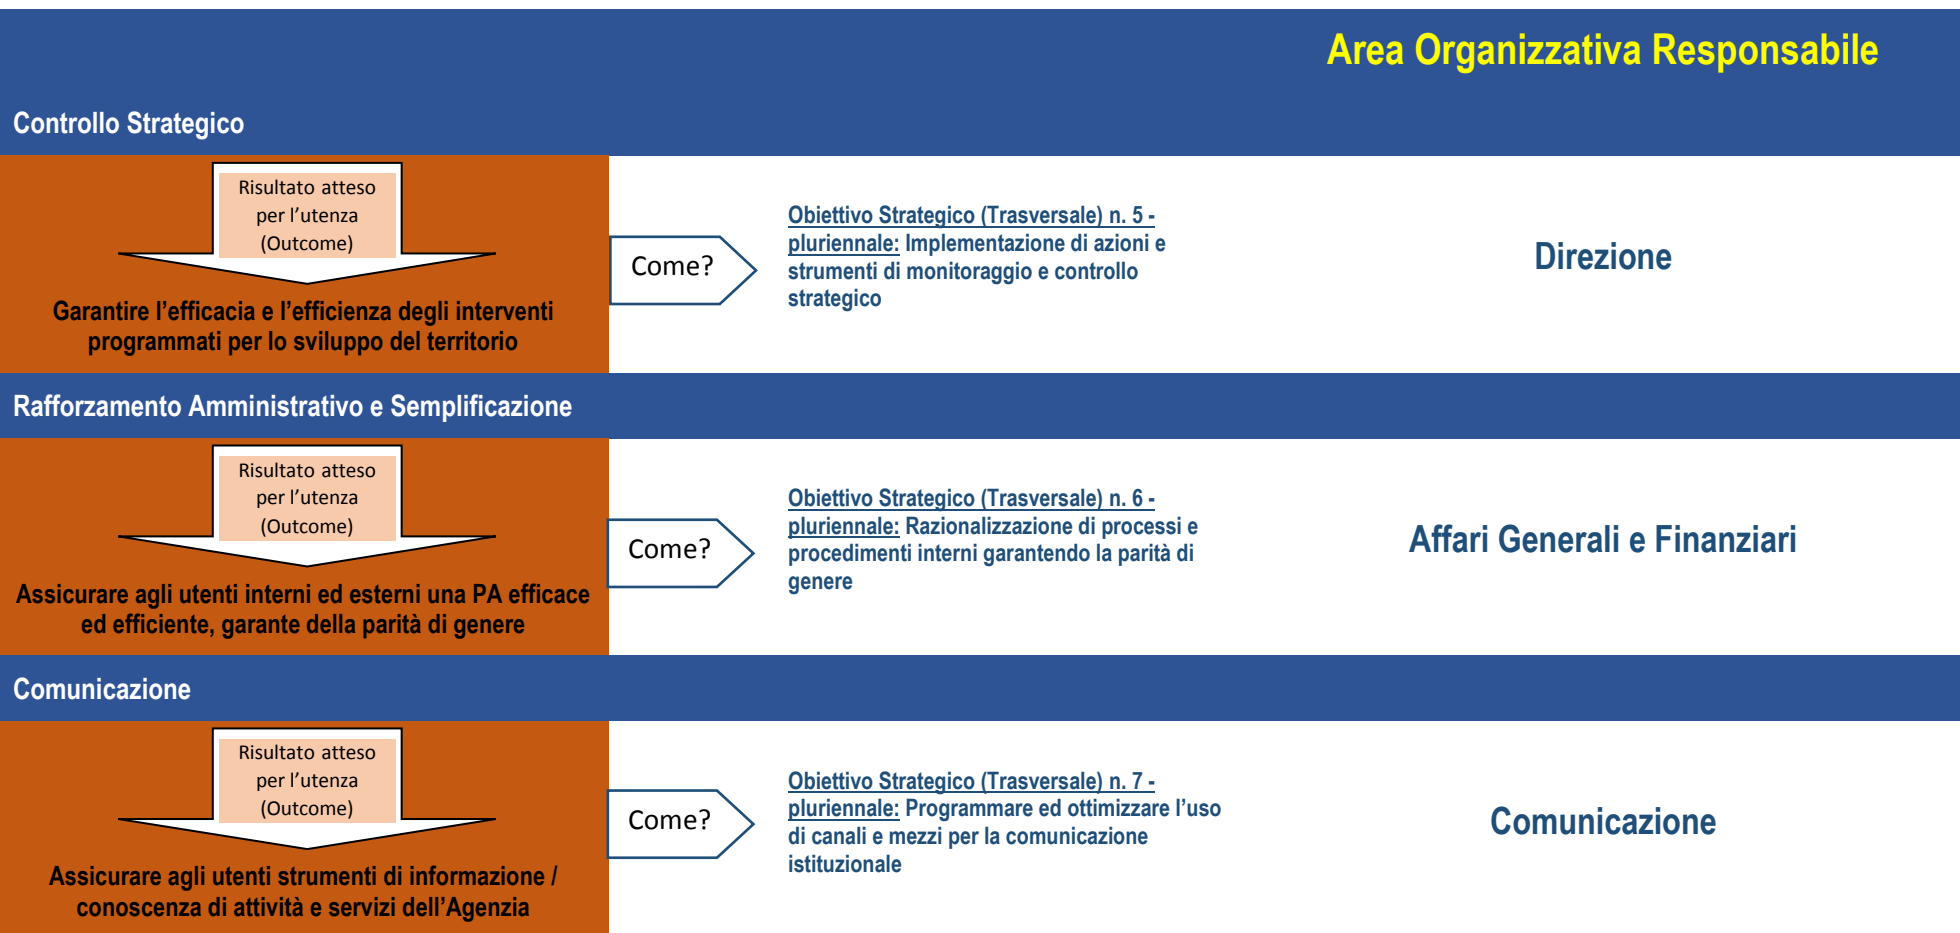 Area Organizzativa Responsabile
Controllo Strategico
Risultato atteso
per l’utenza
(Outcome)
Garantire l’efficacia e l’efficienza degli interventi
programmati per lo sviluppo del territorio
Come?
Obiettivo Strategico (Trasversale) n. 5 -
pluriennale: Implementazione di azioni e
strumenti di monitoraggio e controllo
strategico
Direzione
Rafforzamento Amministrativo e Semplificazione
Risultato atteso
per l’utenza
(Outcome)
Assicurare agli utenti interni ed esterni una PA efficace
ed efficiente, garante della parità di genere
Come?
Obiettivo Strategico (Trasversale) n. 6 -
pluriennale: Razionalizzazione di processi e
procedimenti interni garantendo la parità di
genere
Affari Generali e Finanziari
Comunicazione
Risultato atteso
per l’utenza
(Outcome)
Assicurare agli utenti strumenti di informazione /
conoscenza di attività e servizi dell’Agenzia
Come?
Obiettivo Strategico (Trasversale) n. 7 -
pluriennale: Programmare ed ottimizzare l’uso
di canali e mezzi per la comunicazione
istituzionale
Comunicazione